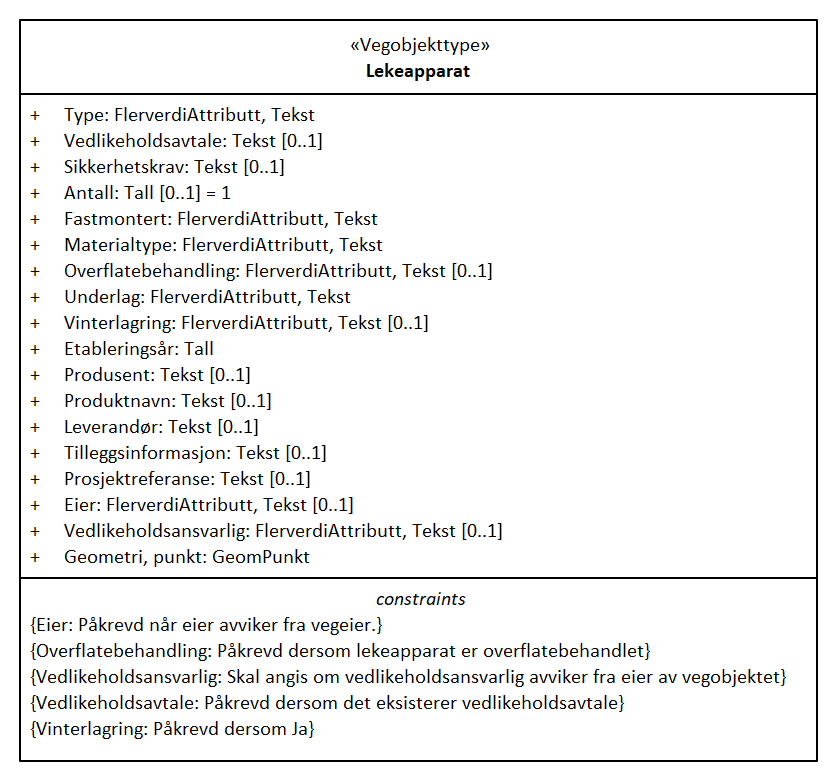 «Vegobjekttype»
Lekeapparat
+ Type: FlerverdiAttributt, Tekst
+ Vedlikeholdsavtale: Tekst [0..1]
+ Sikkerhetskrav: Tekst [0..1]
+ Antall: Tall [0..1] = 1
+ Fastmontert: FlerverdiAttributt, Tekst
+ Materialtype: FlerverdiAttributt, Tekst
+ Overflatebehandling: FlerverdiAttributt, Tekst [0..1]
+ Underlag: FlerverdiAttributt, Tekst
+ Vinterlagring: FlerverdiAttributt, Tekst [0..1]
+ Etableringsår: Tall
+ Produsent: Tekst [0..1]
+ Produktnavn: Tekst [0..1]
+ Leverandør: Tekst [0..1]
+ Tilleggsinformasjon: Tekst [0..1]
+ Prosjektreferanse: Tekst [0..1]
+ Eier: FlerverdiAttributt, Tekst [0..1]
+ Vedlikeholdsansvarlig: FlerverdiAttributt, Tekst [0..1]
+ Geometri, punkt: GeomPunkt
constraints
{Eier: Påkrevd når eier avviker fra vegeier.}
{Overflatebehandling: Påkrevd dersom lekeapparat er overflatebehandlet}
{Vedlikeholdsansvarlig: Skal angis om vedlikeholdsansvarlig avviker fra eier av vegobjektet}
{Vedlikeholdsavtale: Påkrevd dersom det eksisterer vedlikeholdsavtale}
{Vinterlagring: Påkrevd dersom Ja}